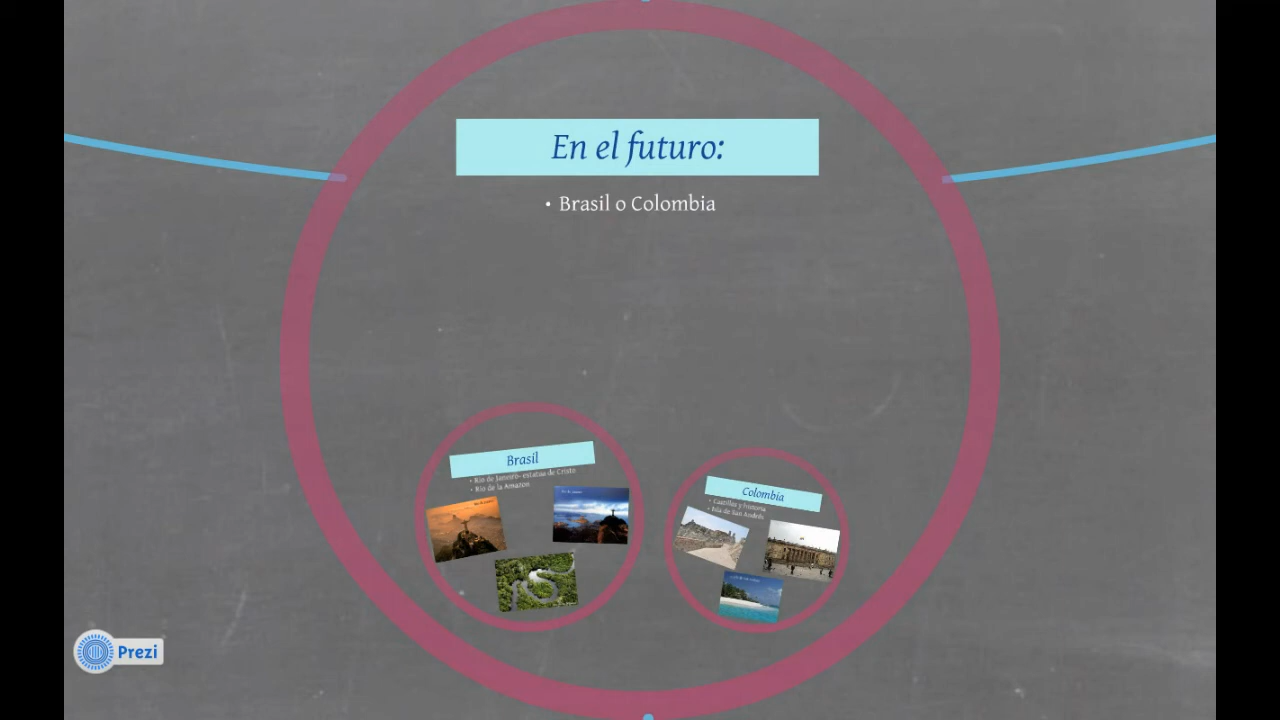 En el futuro:
• Brasil o Colombia
Brasil
• Rio de Janeiro- estatua de Cristo
• Rio de la Amazon
Colombia
• Castillos y historia
• Isla de San Andrés
Prezi